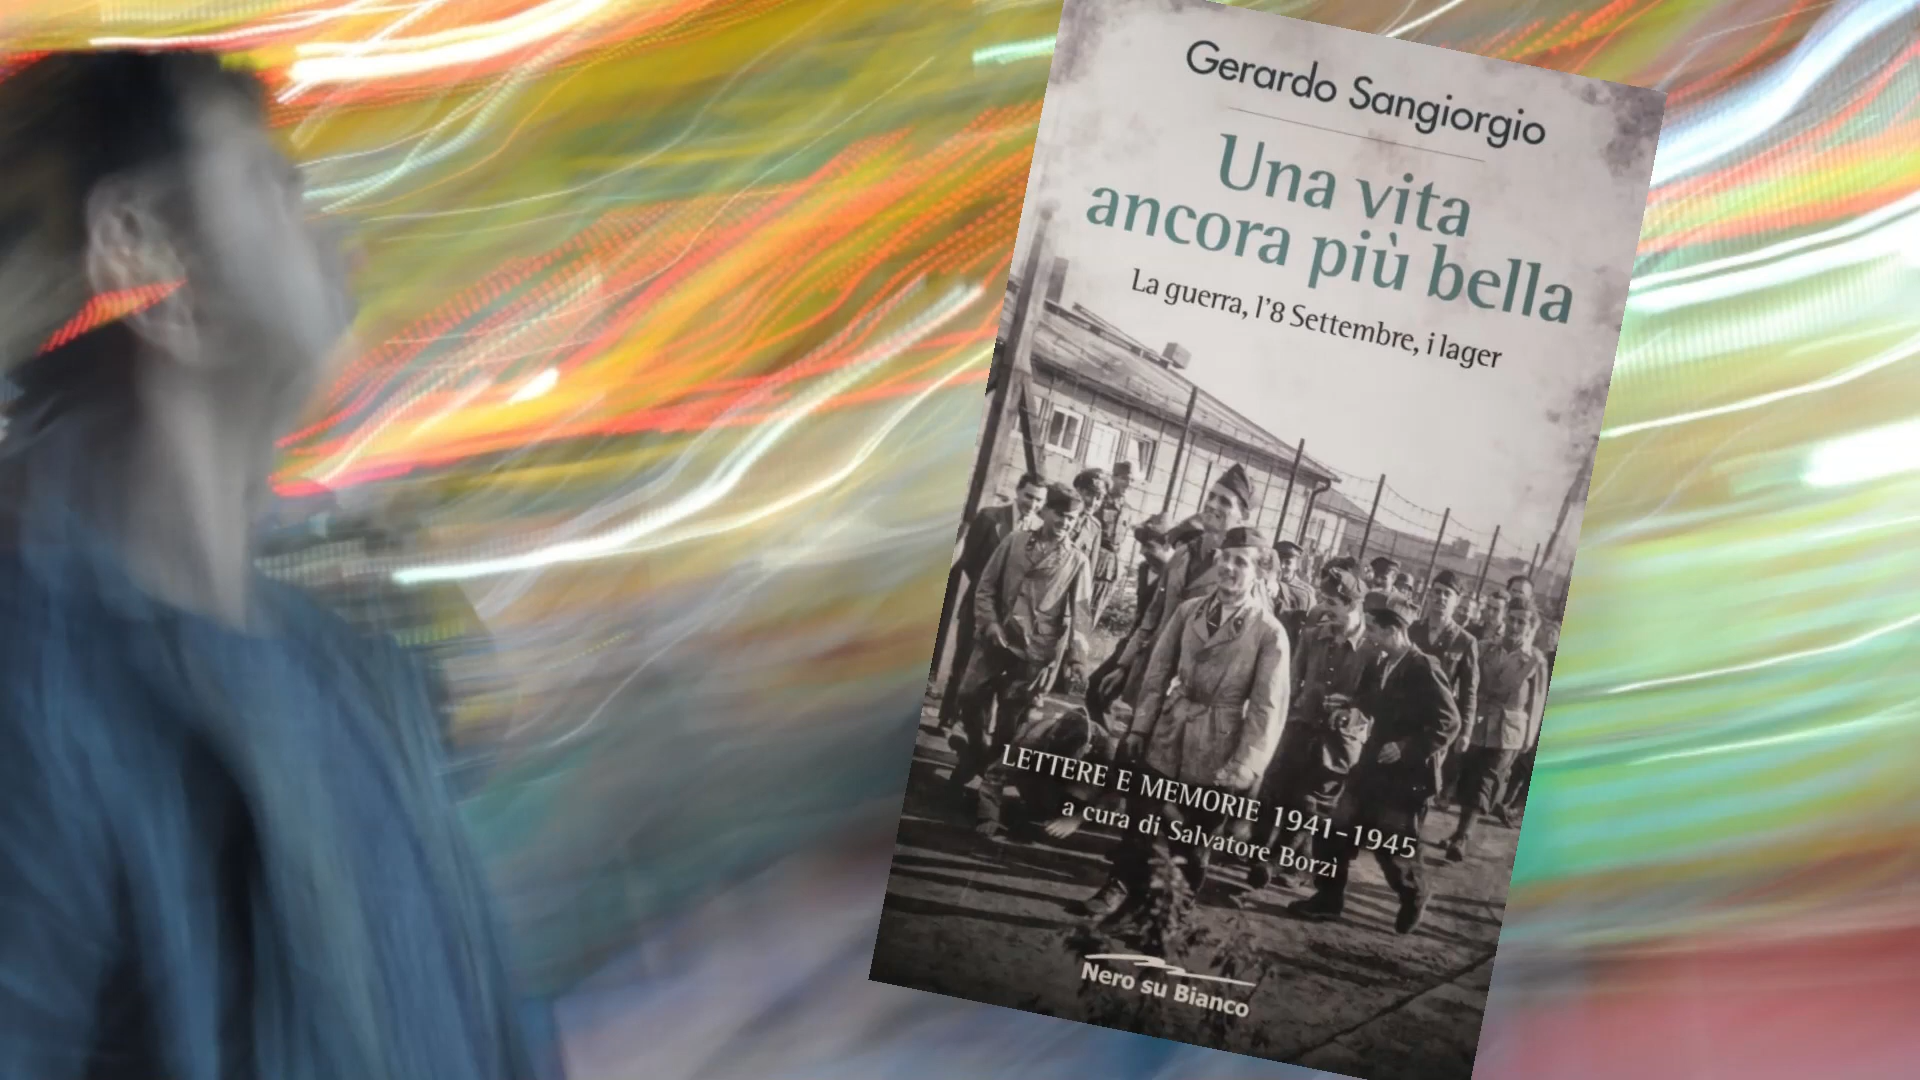 Gerardo Sangiorgio
Una vita
ancora più bella
La guerra, l'8 Settembre, i lager
LETTERE E MEMORIE 1941-1945
a cura di Salvatore Borzì
Nero su Bianco